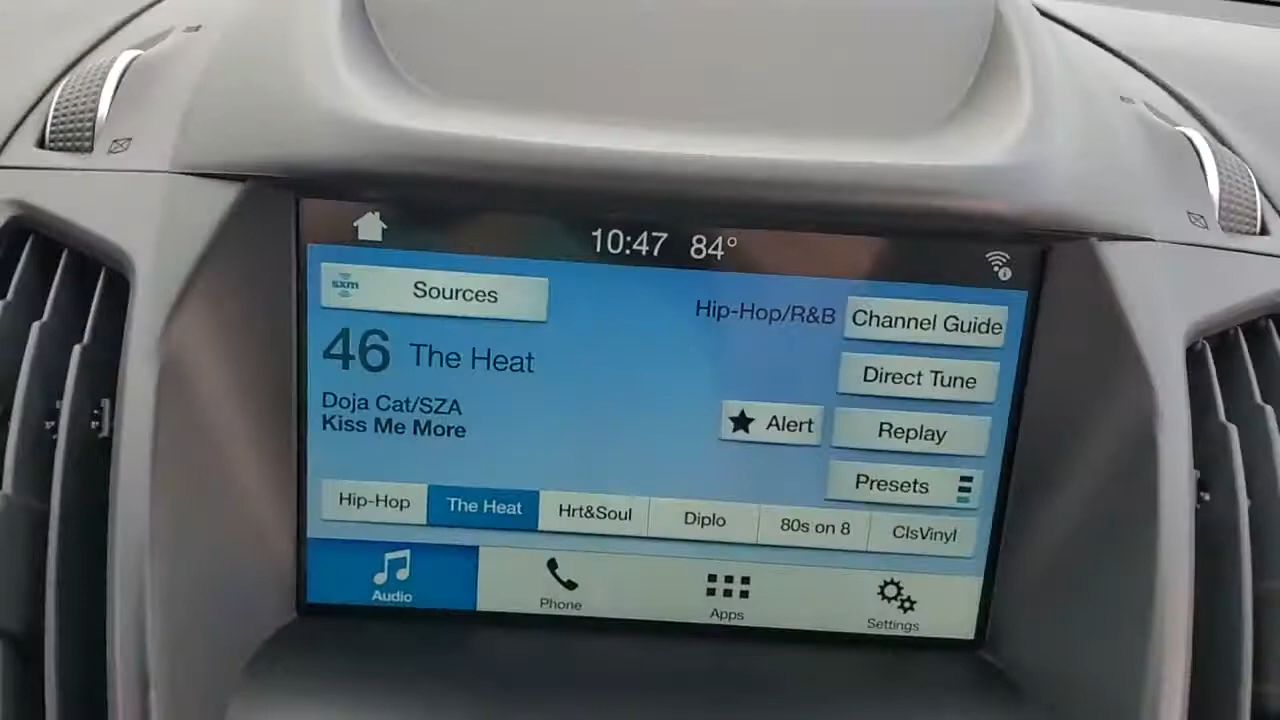 10:47 84°
sxm Sources
Hip-Hop/R&B Channel Guide
46 The Heat
Direct Tune
Doja Cat/SZA
Kiss Me More
Alert
Replay
Presets
Hip-Hop The Heat Hrt&Soul Diplo 80s on 8 ClsVinyl
Audio Phone Apps Settings